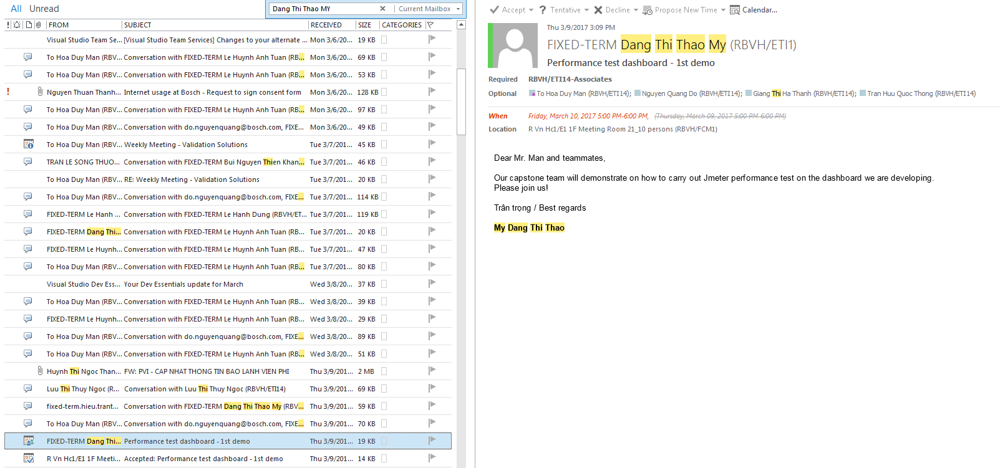 All Unread
Dang Thi Thao MY
Current Mailbox
! FROM SUBJECT RECEIVED SIZE CATEGORIES
Visual Studio Team Se... [Visual Studio Team Services] Changes to your alternate ... Mon 3/6/20... 19 KB
To Hoa Duy Man (RBV... Conversation with FIXED-TERM Le Huynh Anh Tuan (RB... Mon 3/6/20... 69 KB
To Hoa Duy Man (RBV... Conversation with FIXED-TERM Le Huynh Anh Tuan (RB... Mon 3/6/20... 53 KB
! Nguyen Thuan Thanh... Internet usage at Bosch - Request to sign consent form Mon 3/6/20... 128 KB
To Hoa Duy Man (RBV... Conversation with FIXED-TERM Le Huynh Anh Tuan (RB... Mon 3/6/20... 97 KB
To Hoa Duy Man (RBV... Conversation with do.nguyenquang@bosch.com, FIXE... Mon 3/6/20... 49 KB
To Hoa Duy Man (RBV... Weekly Meeting - Validation Solutions Tue 3/7/201... 45 KB
TRAN LE SONG THUO... Conversation with FIXED-TERM Bui Nguyen Thien Khan... Tue 3/7/201... 46 KB
To Hoa Duy Man (RBV... RE: Weekly Meeting - Validation Solutions Tue 3/7/201... 20 KB
To Hoa Duy Man (RBV... Conversation with do.nguyenquang@bosch.com, FIXE... Tue 3/7/201... 114 KB
FIXED-TERM Le Hanh ... Conversation with FIXED-TERM Le Hanh Dung (RBVH/ET... Tue 3/7/201... 119 KB
FIXED-TERM Dang Thi... Conversation with FIXED-TERM Le Huynh Anh Tuan (RB... Tue 3/7/201... 20 KB
FIXED-TERM Le Huynh... Conversation with FIXED-TERM Le Huynh Anh Tuan (RB... Tue 3/7/201... 47 KB
To Hoa Duy Man (RBV... Conversation with FIXED-TERM Le Huynh Anh Tuan (RB... Tue 3/7/201... 80 KB
Visual Studio Dev Ess... Your Dev Essentials update for March Wed 3/8/20... 37 KB
To Hoa Duy Man (RBV... Conversation with FIXED-TERM Le Huynh Anh Tuan (RB... Wed 3/8/20... 39 KB
FIXED-TERM Le Huynh... Conversation with FIXED-TERM Le Huynh Anh Tuan (RB... Wed 3/8/20... 29 KB
To Hoa Duy Man (RBV... Conversation with do.nguyenquang@bosch.com, FIXE... Wed 3/8/20... 89 KB
To Hoa Duy Man (RBV... Conversation with FIXED-TERM Le Huynh Anh Tuan (RB... Wed 3/8/20... 51 KB
Huynh Thi Ngoc Than... FW: PVI - CAP NHAT THONG TIN BAO LANH VIEN PHI Thu 3/9/201... 2 MB
Luu Thi Thuy Ngoc (R... Conversation with Luu Thi Thuy Ngoc (RBVH/ETI14) Thu 3/9/201... 69 KB
fixed-term.hieu.trant... Conversation with FIXED-TERM Dang Thi Thao My (RBV... Thu 3/9/201... 59 KB
To Hoa Duy Man (RBV... Conversation with do.nguyenquang@bosch.com, FIXE... Thu 3/9/201... 70 KB
FIXED-TERM Dang Thi... Performance test dashboard - 1st demo Thu 3/9/201... 19 KB
R Vn Hc1/E1 1F Meeti... Accepted: Performance test dashboard - 1st demo Thu 3/9/201... 14 KB
Accept ? Tentative Decline Propose New Time Calendar...
Thu 3/9/2017 3:09 PM
FIXED-TERM Dang Thi Thao My (RBVH/ETI1)
Performance test dashboard - 1st demo
Required RBVH/ETI14-Associates
Optional To Hoa Duy Man (RBVH/ETI14); Nguyen Quang Do (RBVH/ETI14); Giang Thi Ha Thanh (RBVH/ETI14); Tran Huu Quoc Thong (RBVH/ETI14)
When Friday, March 10, 2017 5:00 PM-6:00 PM, (Thursday, March 09, 2017 5:00 PM-6:00 PM)
Location R Vn Hc1/E1 1F Meeting Room 21_10 persons (RBVH/FCM1)
Dear Mr. Man and teammates,
Our capstone team will demonstrate on how to carry out Jmeter performance test on the dashboard we are developing.
Please join us!
Trân trọng / Best regards
My Dang Thi Thao